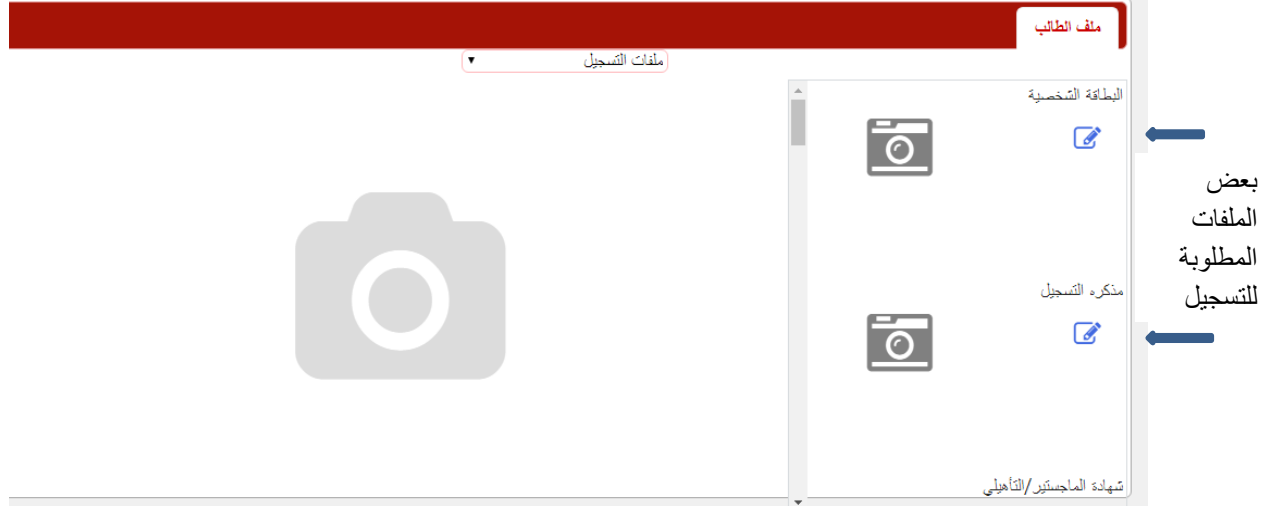 ملف الطالب
ملفات التسجيل
البطاقة الشخصية
مذكره التسجيل
شهادة الماجستير/التأهيلي
بعض
الملفات
المطلوبة
للتسجيل